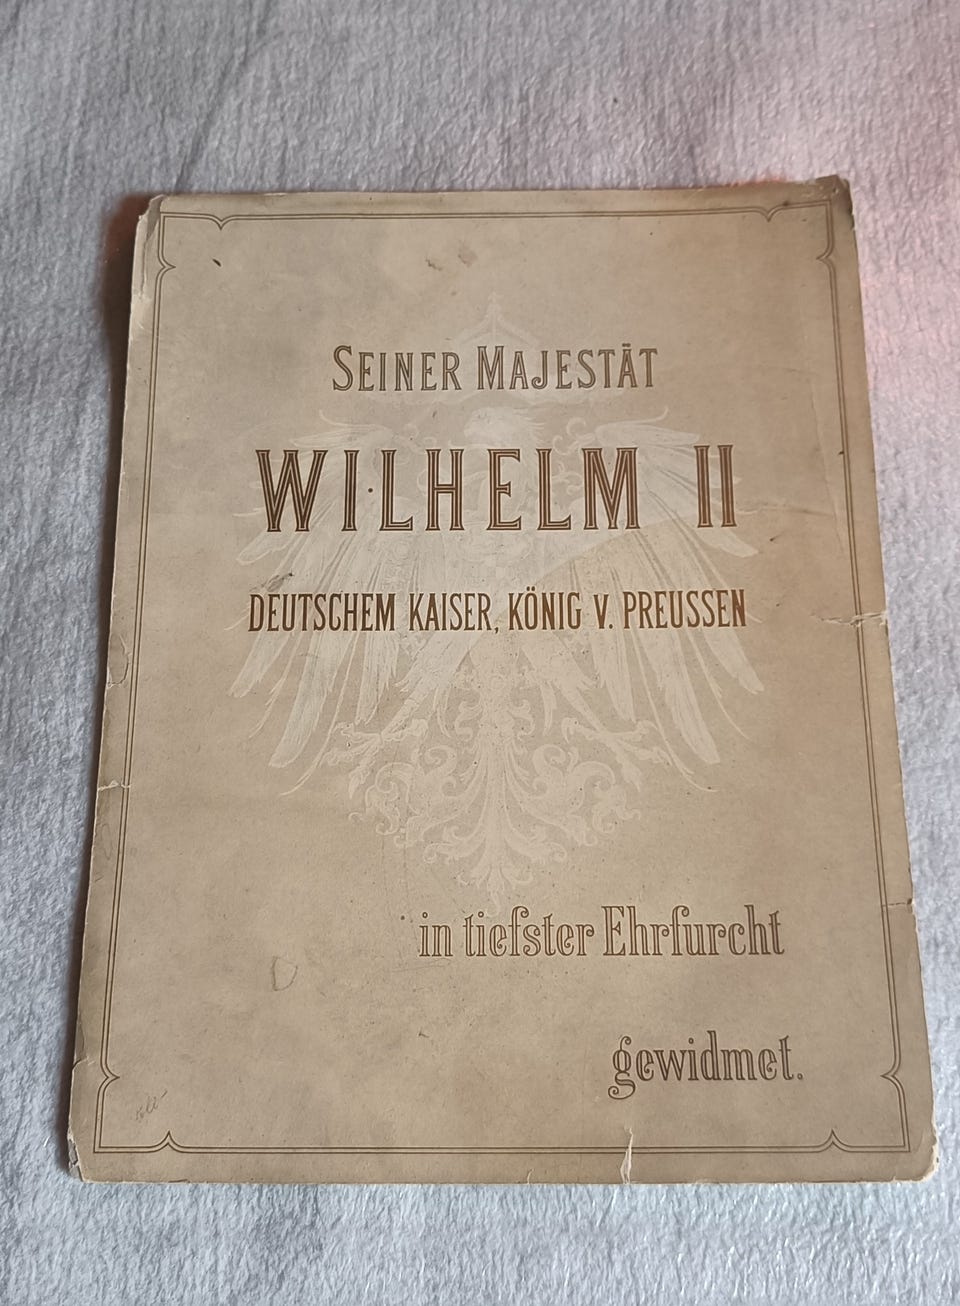 SEINER MAJESTÄT
WILHELM II
DEUTSCHEM KAISER, KÖNIG V. PREUSSEN
in tiefster Ehrfurcht
gewidmet.